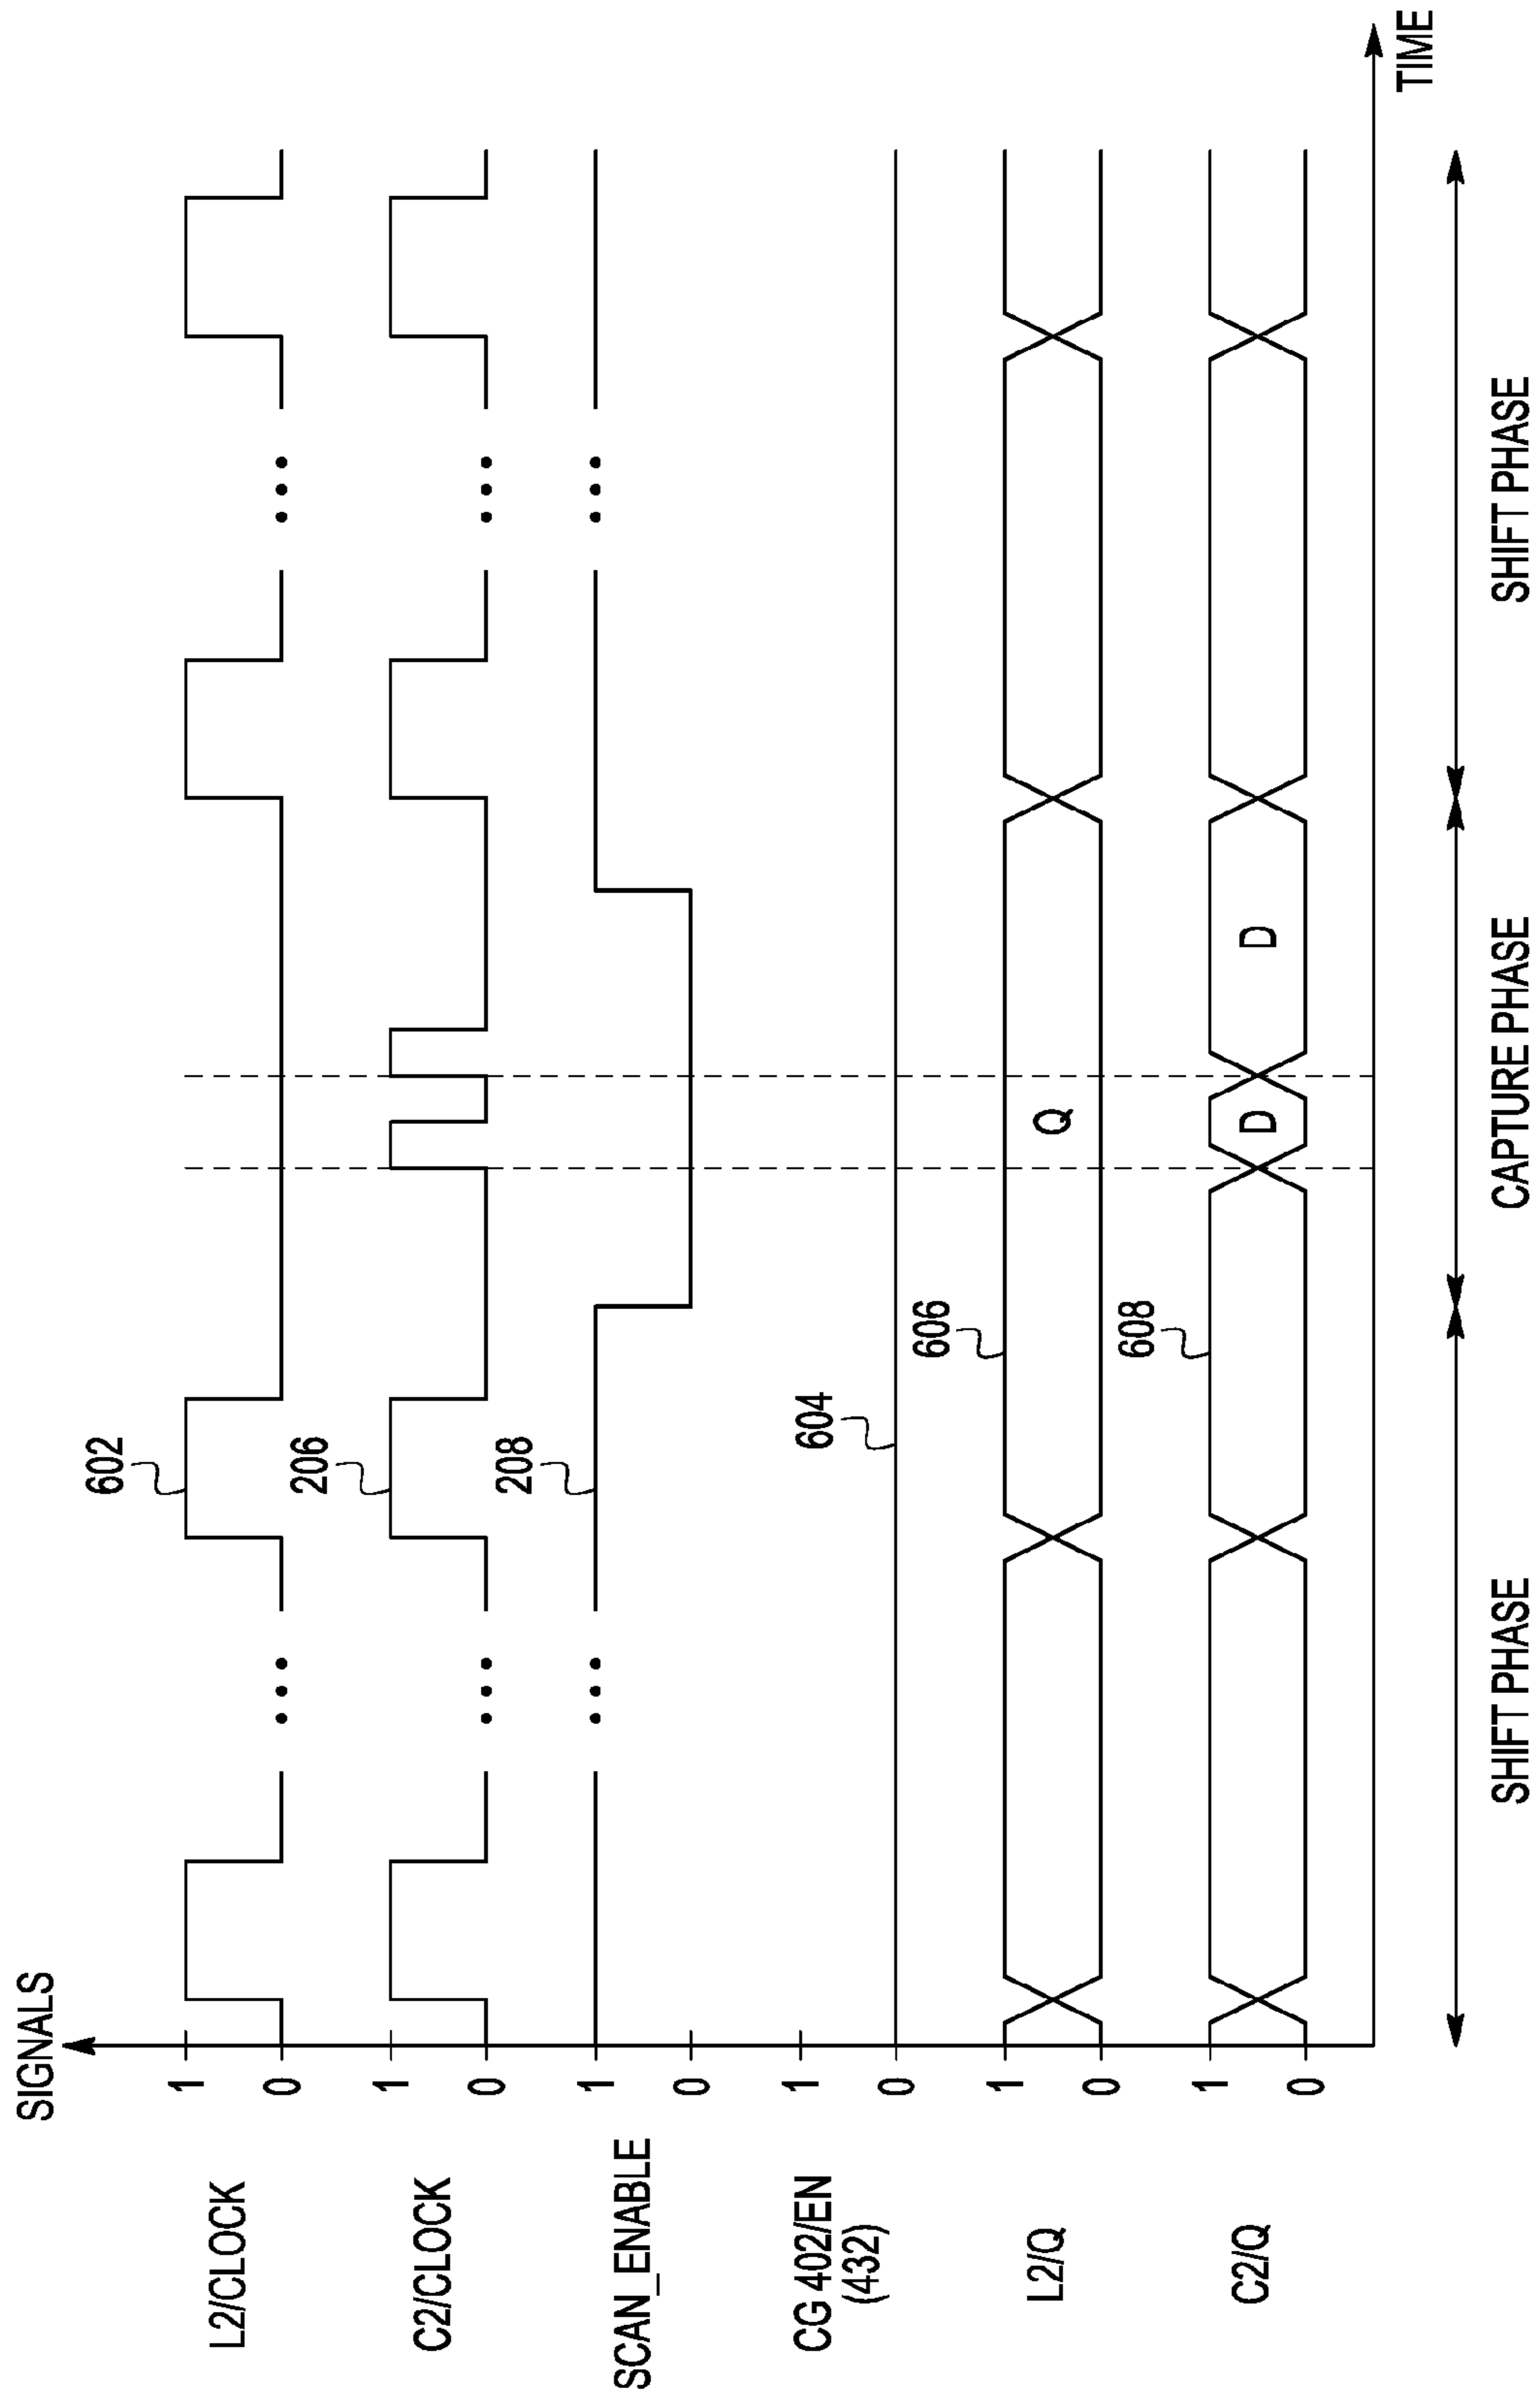 SIGNALS
L2/CLOCK
1
0
602
C2/CLOCK
1
0
206
SCAN_ENABLE
1
0
208
CG 402/EN
(432)
1
0
604
L2/Q
1
0
606
Q
C2/Q
1
0
608
D
D
TIME
SHIFT PHASE
CAPTURE PHASE
SHIFT PHASE